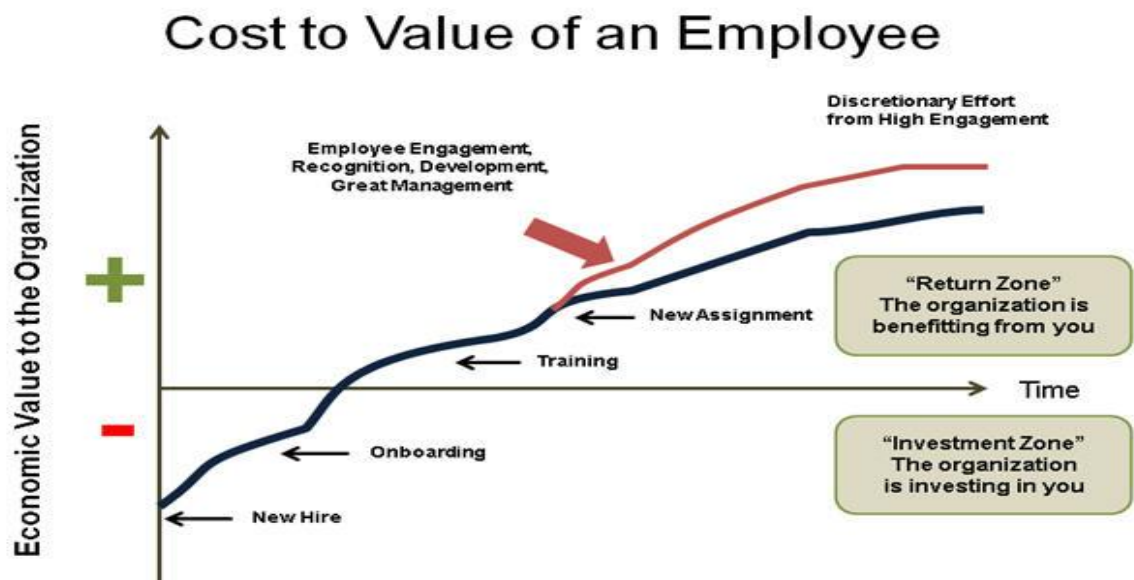 Cost to Value of an Employee
Economic Value to the Organization
Discretionary Effort
from High Engagement
Employee Engagement,
Recognition, Development,
Great Management
+
“Return Zone”
The organization is
benefitting from you
New Assignment
Training
Time
-
“Investment Zone”
The organization
is investing in you
Onboarding
New Hire